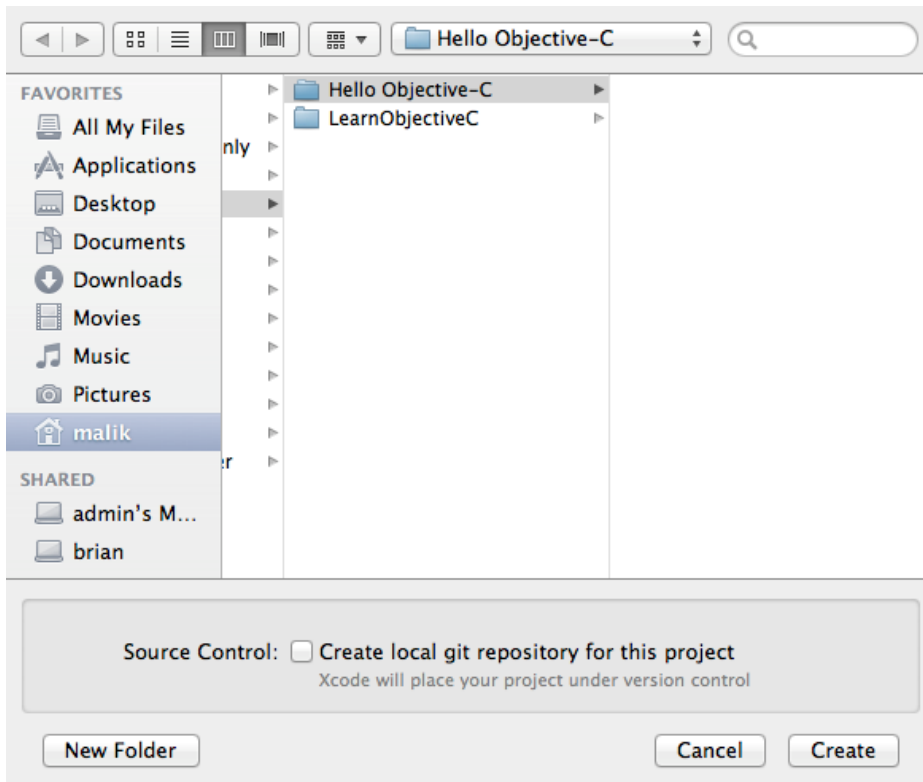 Hello Objective-C
FAVORITES
All My Files
Applications
Desktop
Documents
Downloads
Movies
Music
Pictures
malik
SHARED
admin's M...
brian
nly
er
Hello Objective-C
LearnObjectiveC
Source Control: Create local git repository for this project
Xcode will place your project under version control
New Folder
Cancel
Create